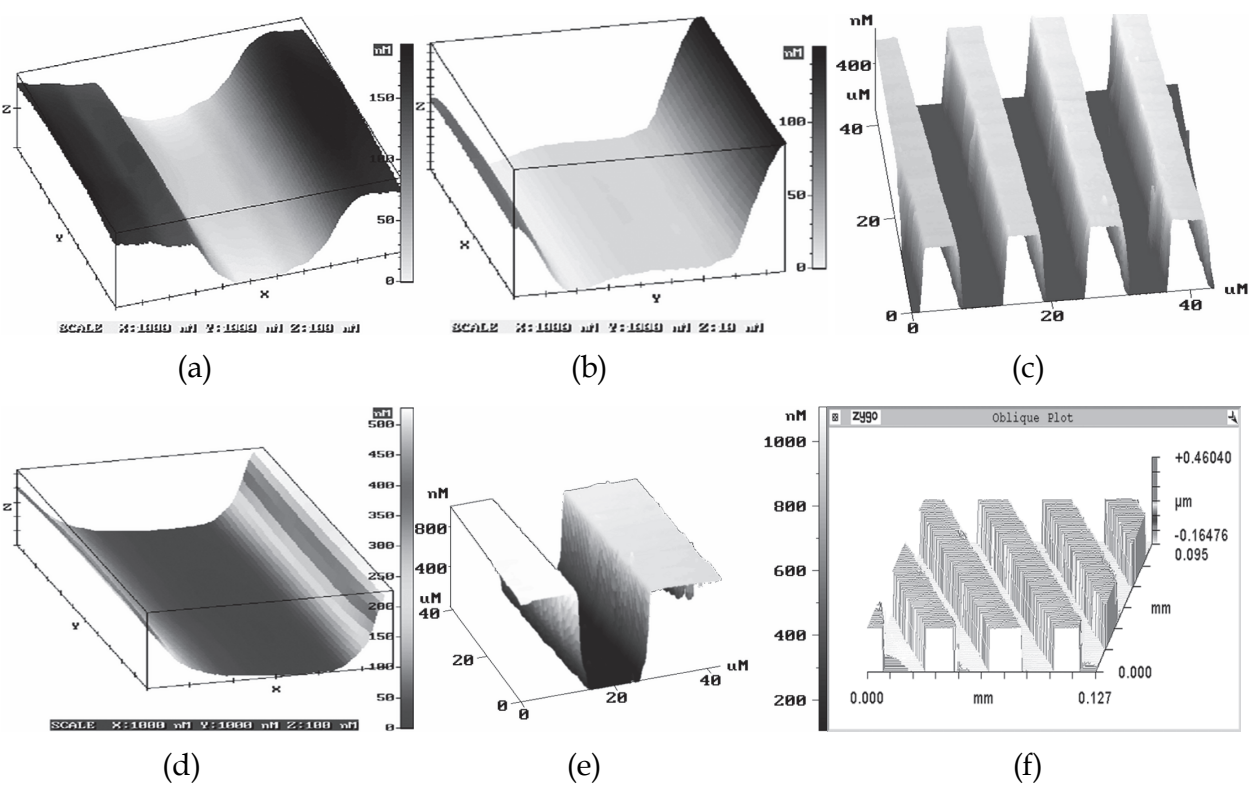 nM
150
100
50
0
Z
Y
X
SCALE X:1000 nM Y:1000 nM Z:100 nM
(a)
nM
100
50
0
Z
X
Y
SCALE X:1000 nM Y:1000 nM Z:10 nM
(b)
nM
400
uM
40
20
0
0
20
40
uM
(c)
nM
500
450
400
350
300
250
200
150
100
50
0
Z
Y
X
SCALE X:1000 nM Y:1000 nM Z:100 nM
(d)
nM
800
400
uM
40
20
0
0
20
40
uM
nM
1000
800
600
400
200
(e)
zygo Oblique Plot
+0.46040
µm
-0.16476
0.095
mm
0.000
0.000 mm 0.127
(f)